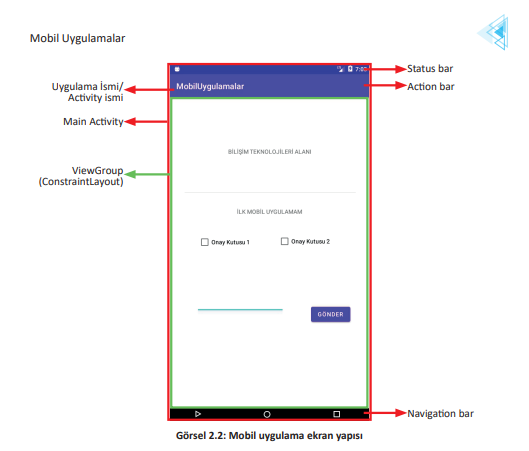 Mobil Uygulamalar
Status bar
Uygulama İsmi/
Activity ismi
MobilUygulamalar
Action bar
Main Activity
BİLİŞİM TEKNOLOJİLERİ ALANI
ViewGroup
(ConstraintLayout)
İLK MOBİL UYGULAMAM
Onay Kutusu 1
Onay Kutusu 2
GÖNDER
Navigation bar
Görsel 2.2: Mobil uygulama ekran yapısı